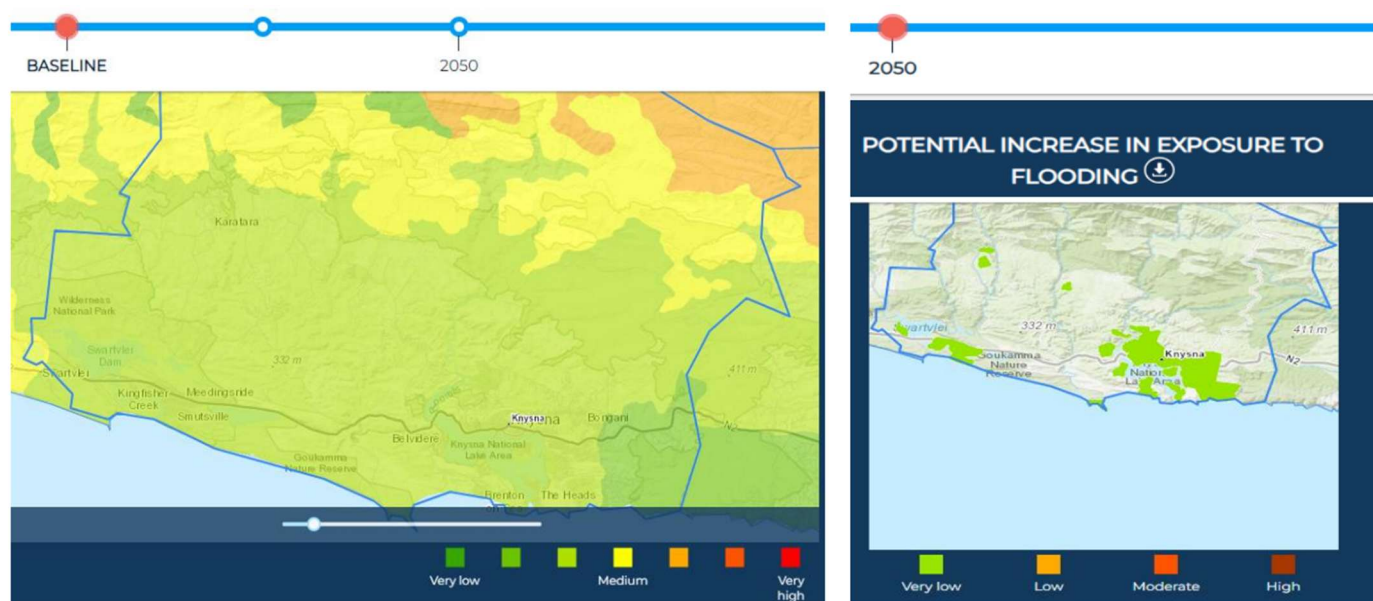 BASELINE
2050
Karatara
Wilderness
National Park
Swartvlei
Dam
332 m
411 m
Swartvlei
Kingfisher
Creek
Meedingsride
Smutsville
Knysna
Bongani
N2
Belvidere
Knysna National
Lake Area
Goukamma
Nature Reserve
Brenton
The Heads
Very low
Medium
Very
high
2050
POTENTIAL INCREASE IN EXPOSURE TO
FLOODING
Swartvlei
332 m
411 m
Goukamma
Nature
Reserve
Knysna
N2
Very low
Low
Moderate
High